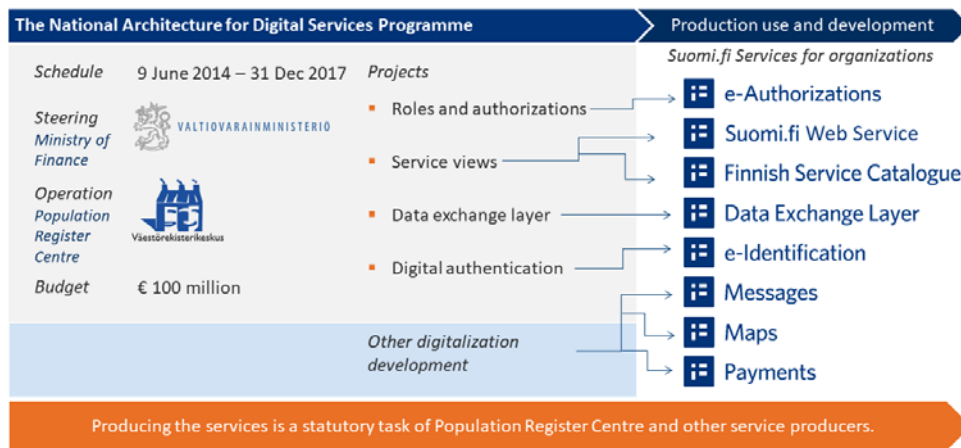 The National Architecture for Digital Services Programme
Production use and development
Schedule
9 June 2014 – 31 Dec 2017
Steering
Ministry of
Finance
VALTIOVARAINMINISTERIÖ
Operation
Population
Register
Centre
Väestörekisterikeskus
Budget
€ 100 million
Projects
Roles and authorizations
Service views
Data exchange layer
Digital authentication
Other digitalization
development
Suomi.fi Services for organizations
e-Authorizations
Suomi.fi Web Service
Finnish Service Catalogue
Data Exchange Layer
e-Identification
Messages
Maps
Payments
Producing the services is a statutory task of Population Register Centre and other service producers.